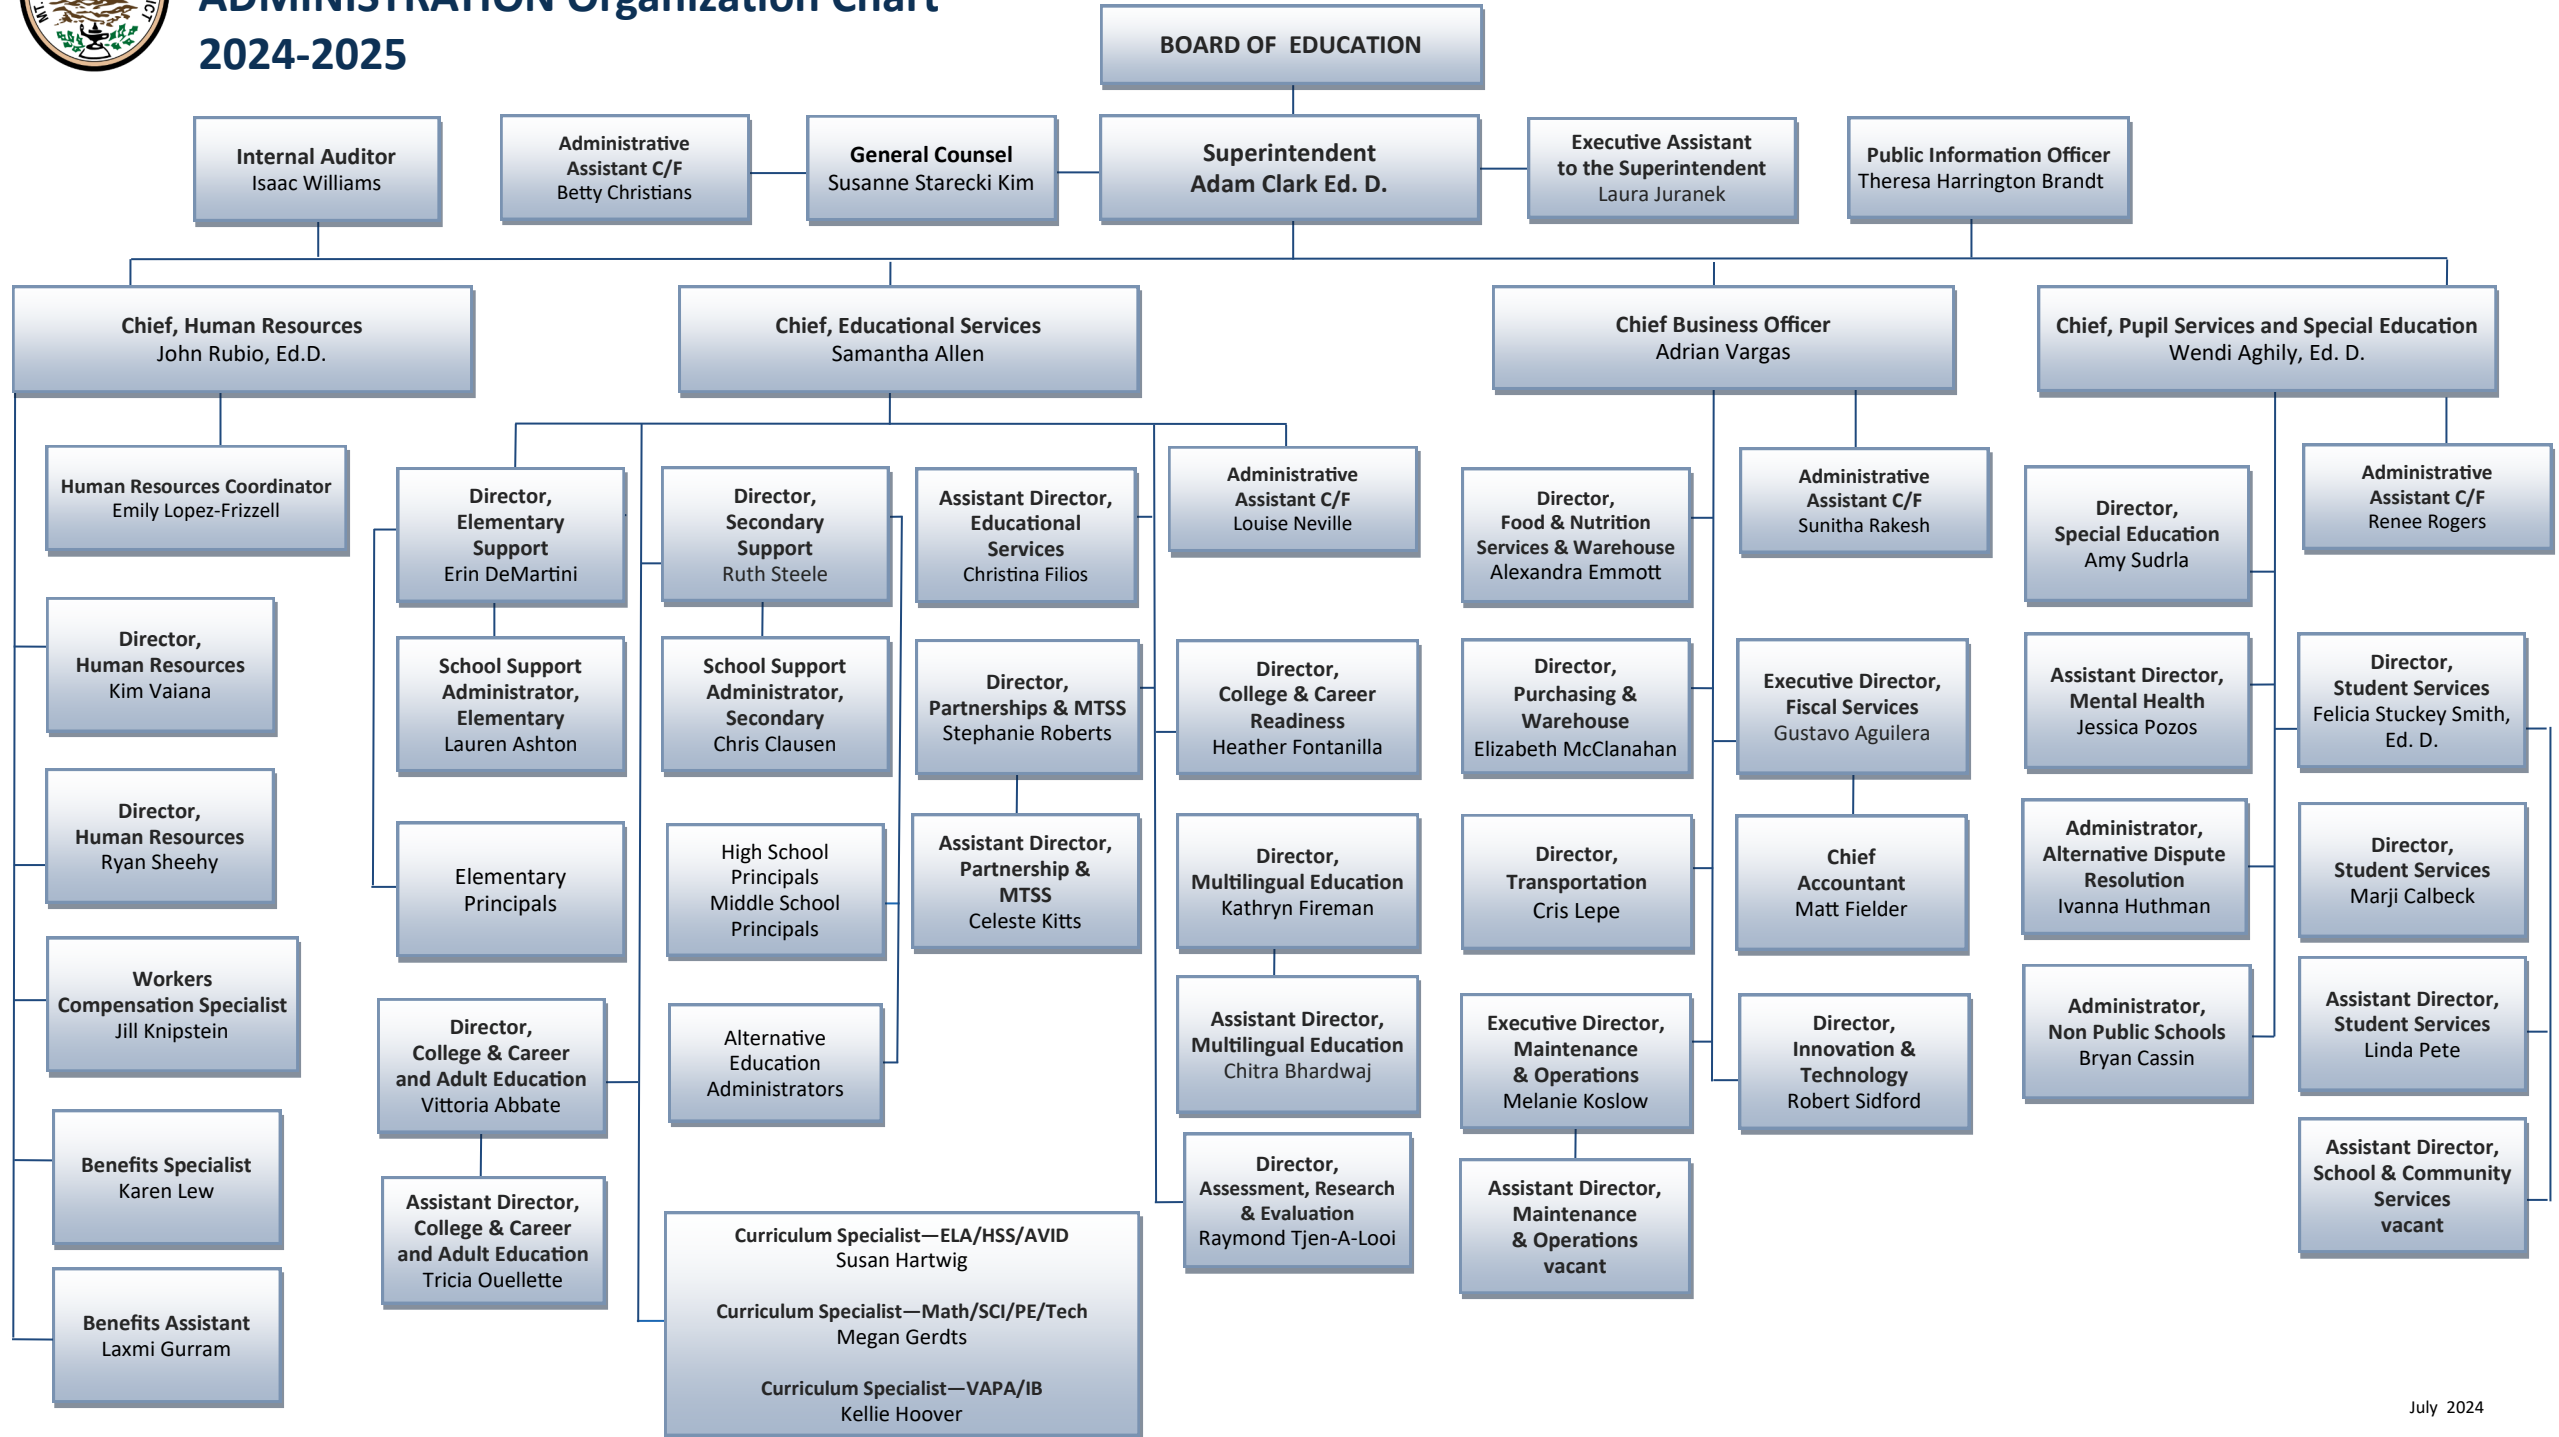 ADMINISTRATION Organization Chart
2024-2025
MT.
ICT
BOARD OF EDUCATION
Internal Auditor
Isaac Williams
Administrative
Assistant C/F
Betty Christians
General Counsel
Susanne Starecki Kim
Superintendent
Adam Clark Ed. D.
Executive Assistant
to the Superintendent
Laura Juranek
Public Information Officer
Theresa Harrington Brandt
Chief, Human Resources
John Rubio, Ed.D.
Chief, Educational Services
Samantha Allen
Chief Business Officer
Adrian Vargas
Chief, Pupil Services and Special Education
Wendi Aghily, Ed. D.
Human Resources Coordinator
Emily Lopez-Frizzell
Director,
Human Resources
Kim Vaiana
Director,
Human Resources
Ryan Sheehy
Workers
Compensation Specialist
Jill Knipstein
Benefits Specialist
Karen Lew
Benefits Assistant
Laxmi Gurram
Director,
Elementary
Support
Erin DeMartini
School Support
Administrator,
Elementary
Lauren Ashton
Elementary
Principals
Director,
College & Career
and Adult Education
Vittoria Abbate
Assistant Director,
College & Career
and Adult Education
Tricia Ouellette
Director,
Secondary
Support
Ruth Steele
School Support
Administrator,
Secondary
Chris Clausen
High School
Principals
Middle School
Principals
Alternative
Education
Administrators
Curriculum Specialist—ELA/HSS/AVID
Susan Hartwig
Curriculum Specialist—Math/SCI/PE/Tech
Megan Gerdts
Curriculum Specialist—VAPA/IB
Kellie Hoover
Assistant Director,
Educational
Services
Christina Filios
Director,
Partnerships & MTSS
Stephanie Roberts
Assistant Director,
Partnership &
MTSS
Celeste Kitts
Administrative
Assistant C/F
Louise Neville
Director,
College & Career
Readiness
Heather Fontanilla
Director,
Multilingual Education
Kathryn Fireman
Assistant Director,
Multilingual Education
Chitra Bhardwaj
Director,
Assessment, Research
& Evaluation
Raymond Tjen-A-Looi
Director,
Food & Nutrition
Services & Warehouse
Alexandra Emmott
Director,
Purchasing &
Warehouse
Elizabeth McClanahan
Director,
Transportation
Cris Lepe
Executive Director,
Maintenance
& Operations
Melanie Koslow
Assistant Director,
Maintenance
& Operations
vacant
Administrative
Assistant C/F
Sunitha Rakesh
Executive Director,
Fiscal Services
Gustavo Aguilera
Chief
Accountant
Matt Fielder
Director,
Innovation &
Technology
Robert Sidford
Director,
Special Education
Amy Sudrla
Assistant Director,
Mental Health
Jessica Pozos
Administrator,
Alternative Dispute
Resolution
Ivanna Huthman
Administrator,
Non Public Schools
Bryan Cassin
Administrative
Assistant C/F
Renee Rogers
Director,
Student Services
Felicia Stuckey Smith,
Ed. D.
Director,
Student Services
Marji Calbeck
Assistant Director,
Student Services
Linda Pete
Assistant Director,
School & Community
Services
vacant
July 2024